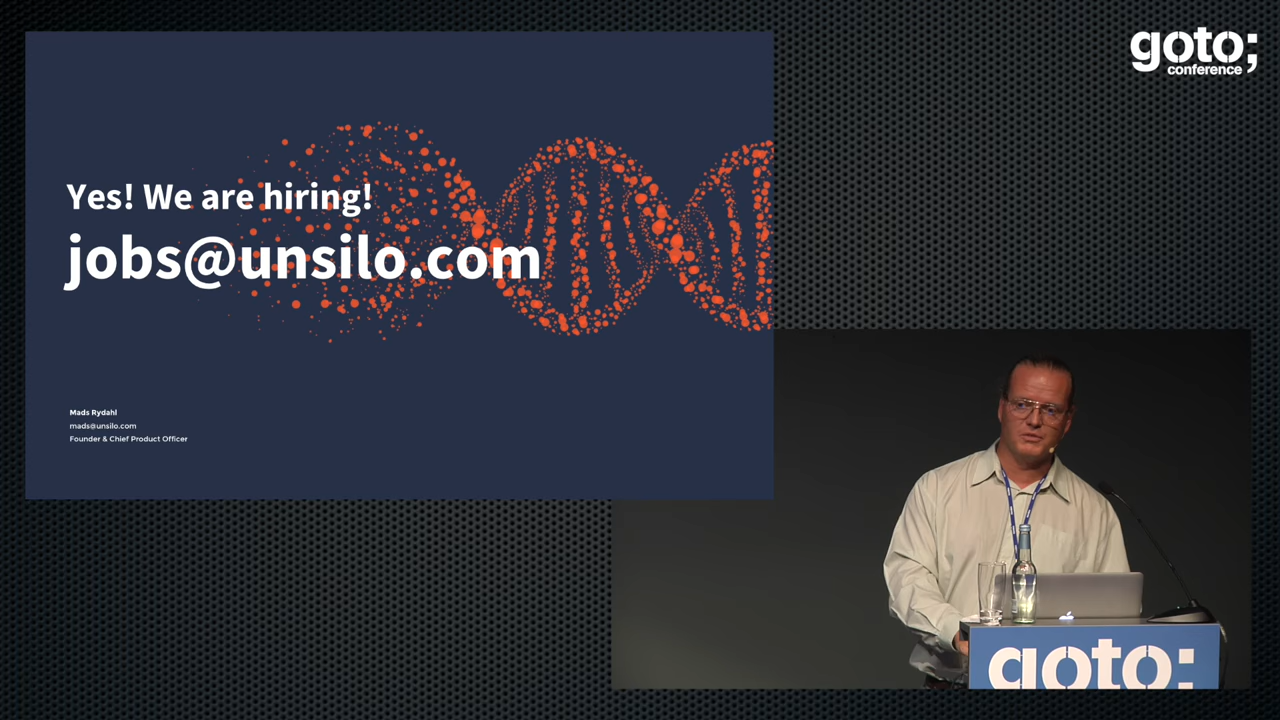 goto;
conference
Yes! We are hiring!
jobs@unsilo.com
Mads Rydahl
mads@unsilo.com
Founder & Chief Product Officer
goto;